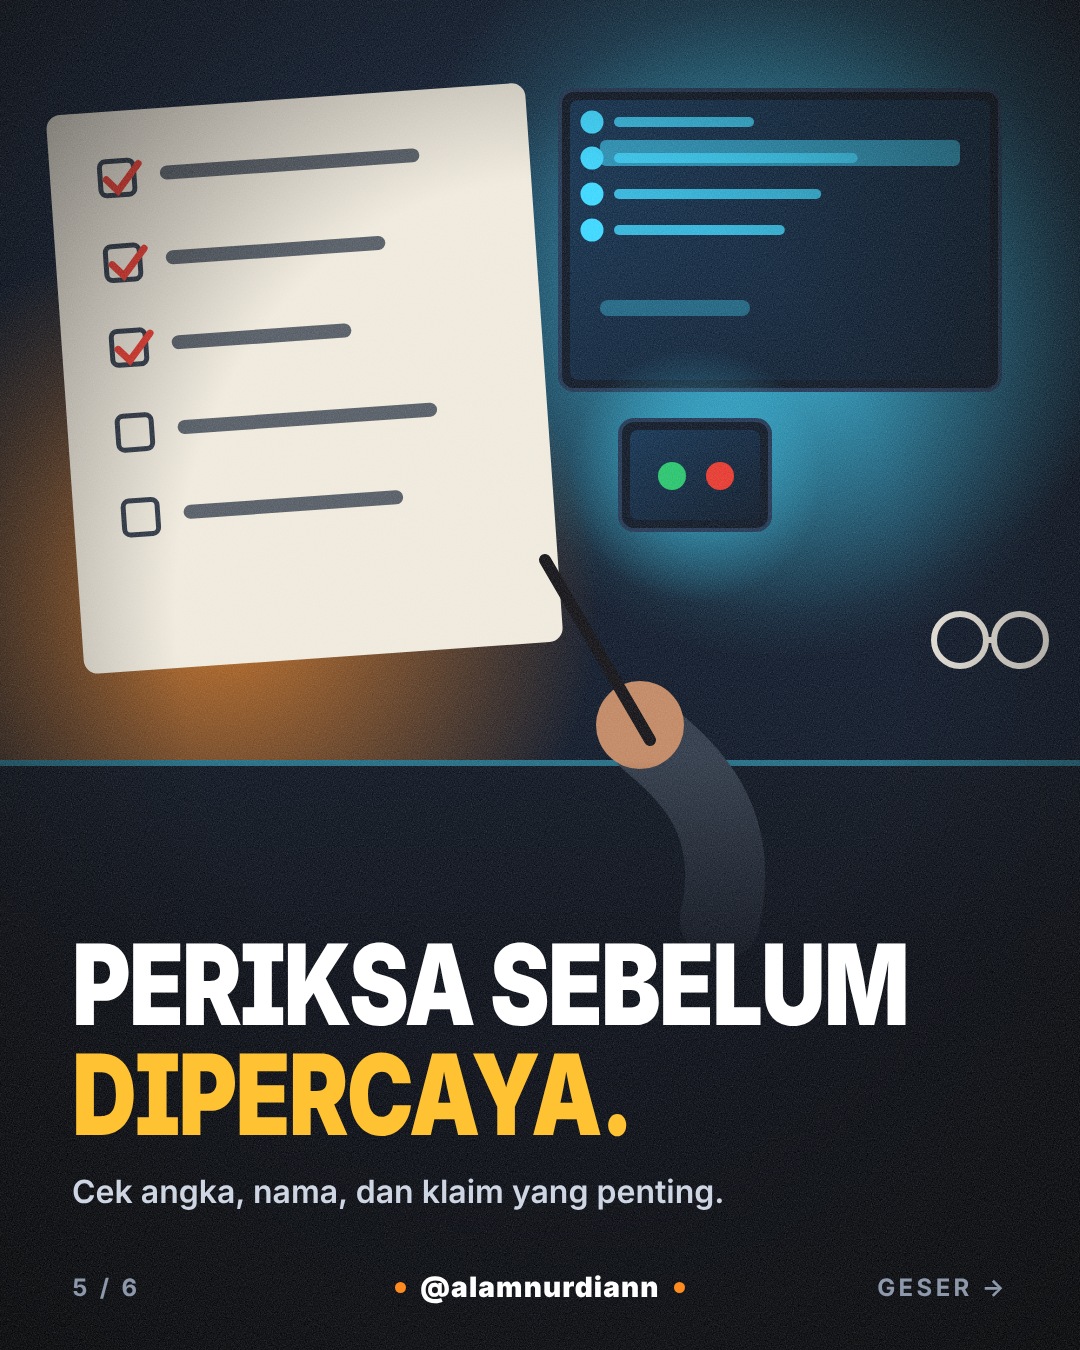 PERIKSA SEBELUM
DIPERCAYA.
Cek angka, nama, dan klaim yang penting.
5 / 6
• @alamnurdiann •
GESER →